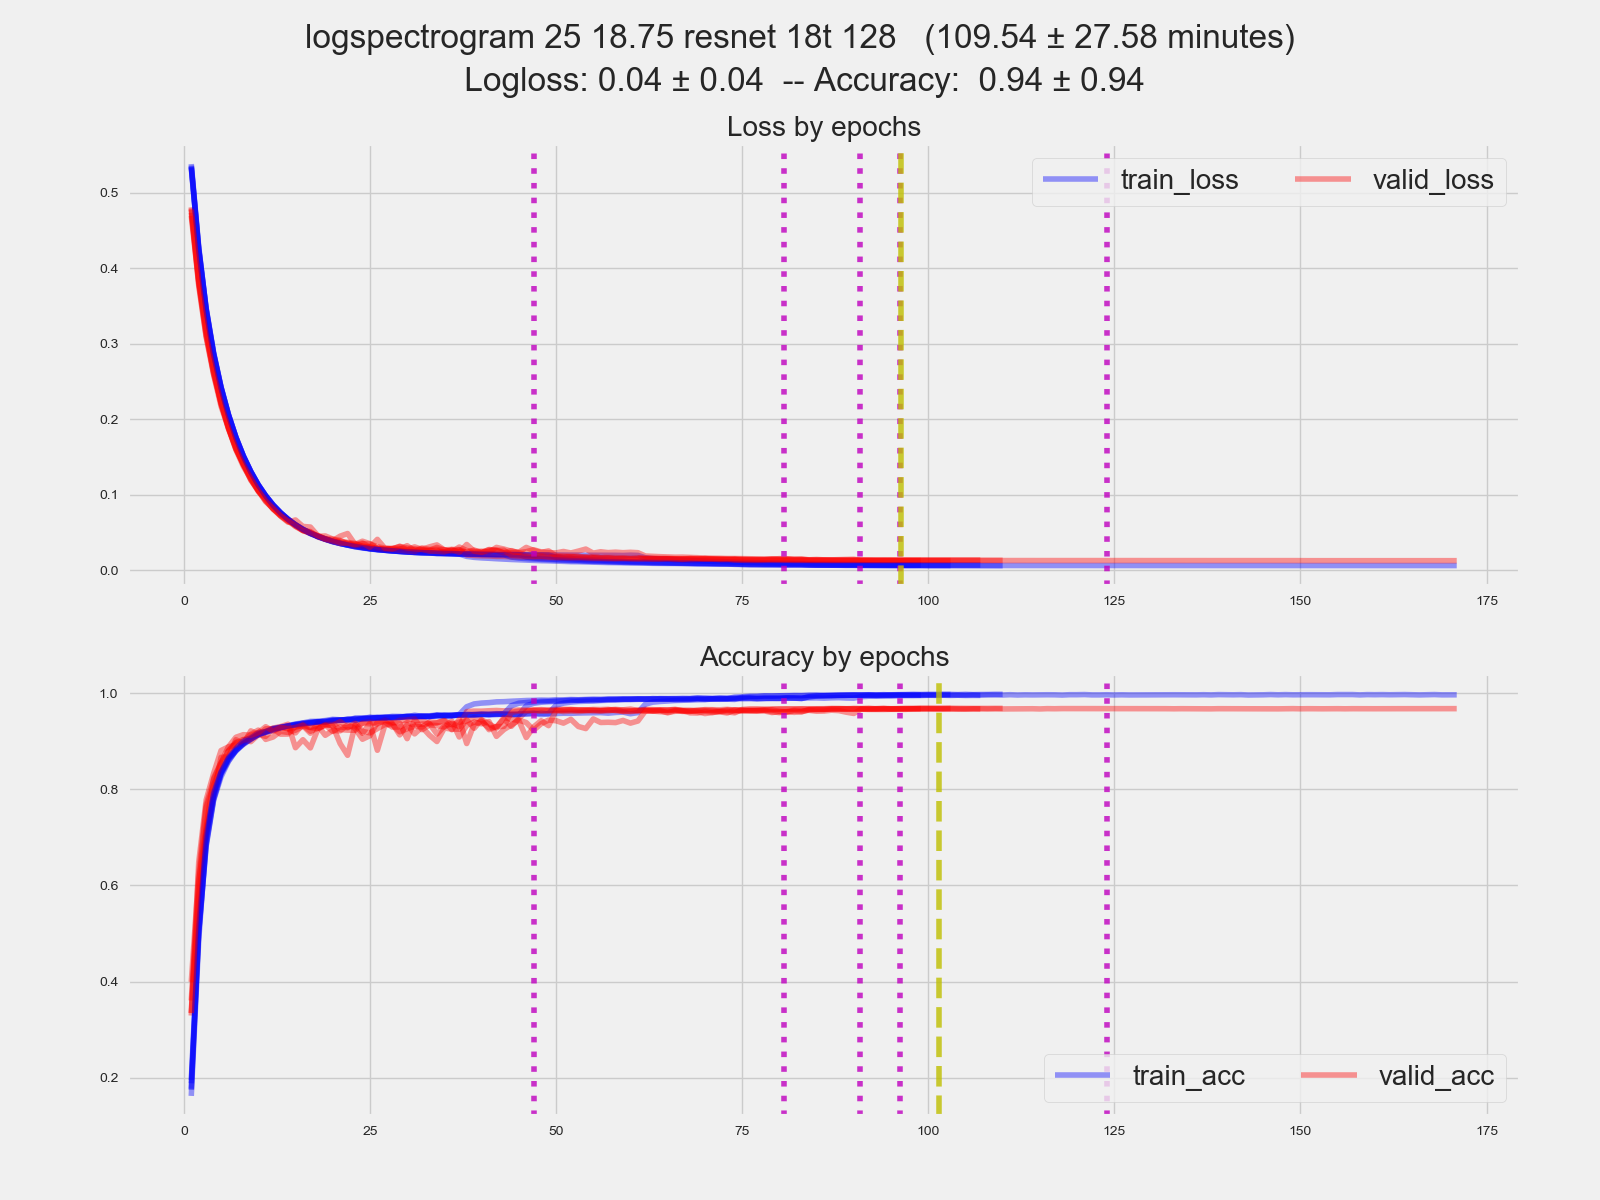 logspectrogram 25 18.75 resnet 18t 128 (109.54 ± 27.58 minutes)
Logloss: 0.04 ± 0.04 -- Accuracy: 0.94 ± 0.94
Loss by epochs
train_loss valid_loss
0.5
0.4
0.3
0.2
0.1
0.0
0 25 50 75 100 125 150 175
Accuracy by epochs
1.0
0.8
0.6
0.4
0.2
train_acc valid_acc
0 25 50 75 100 125 150 175